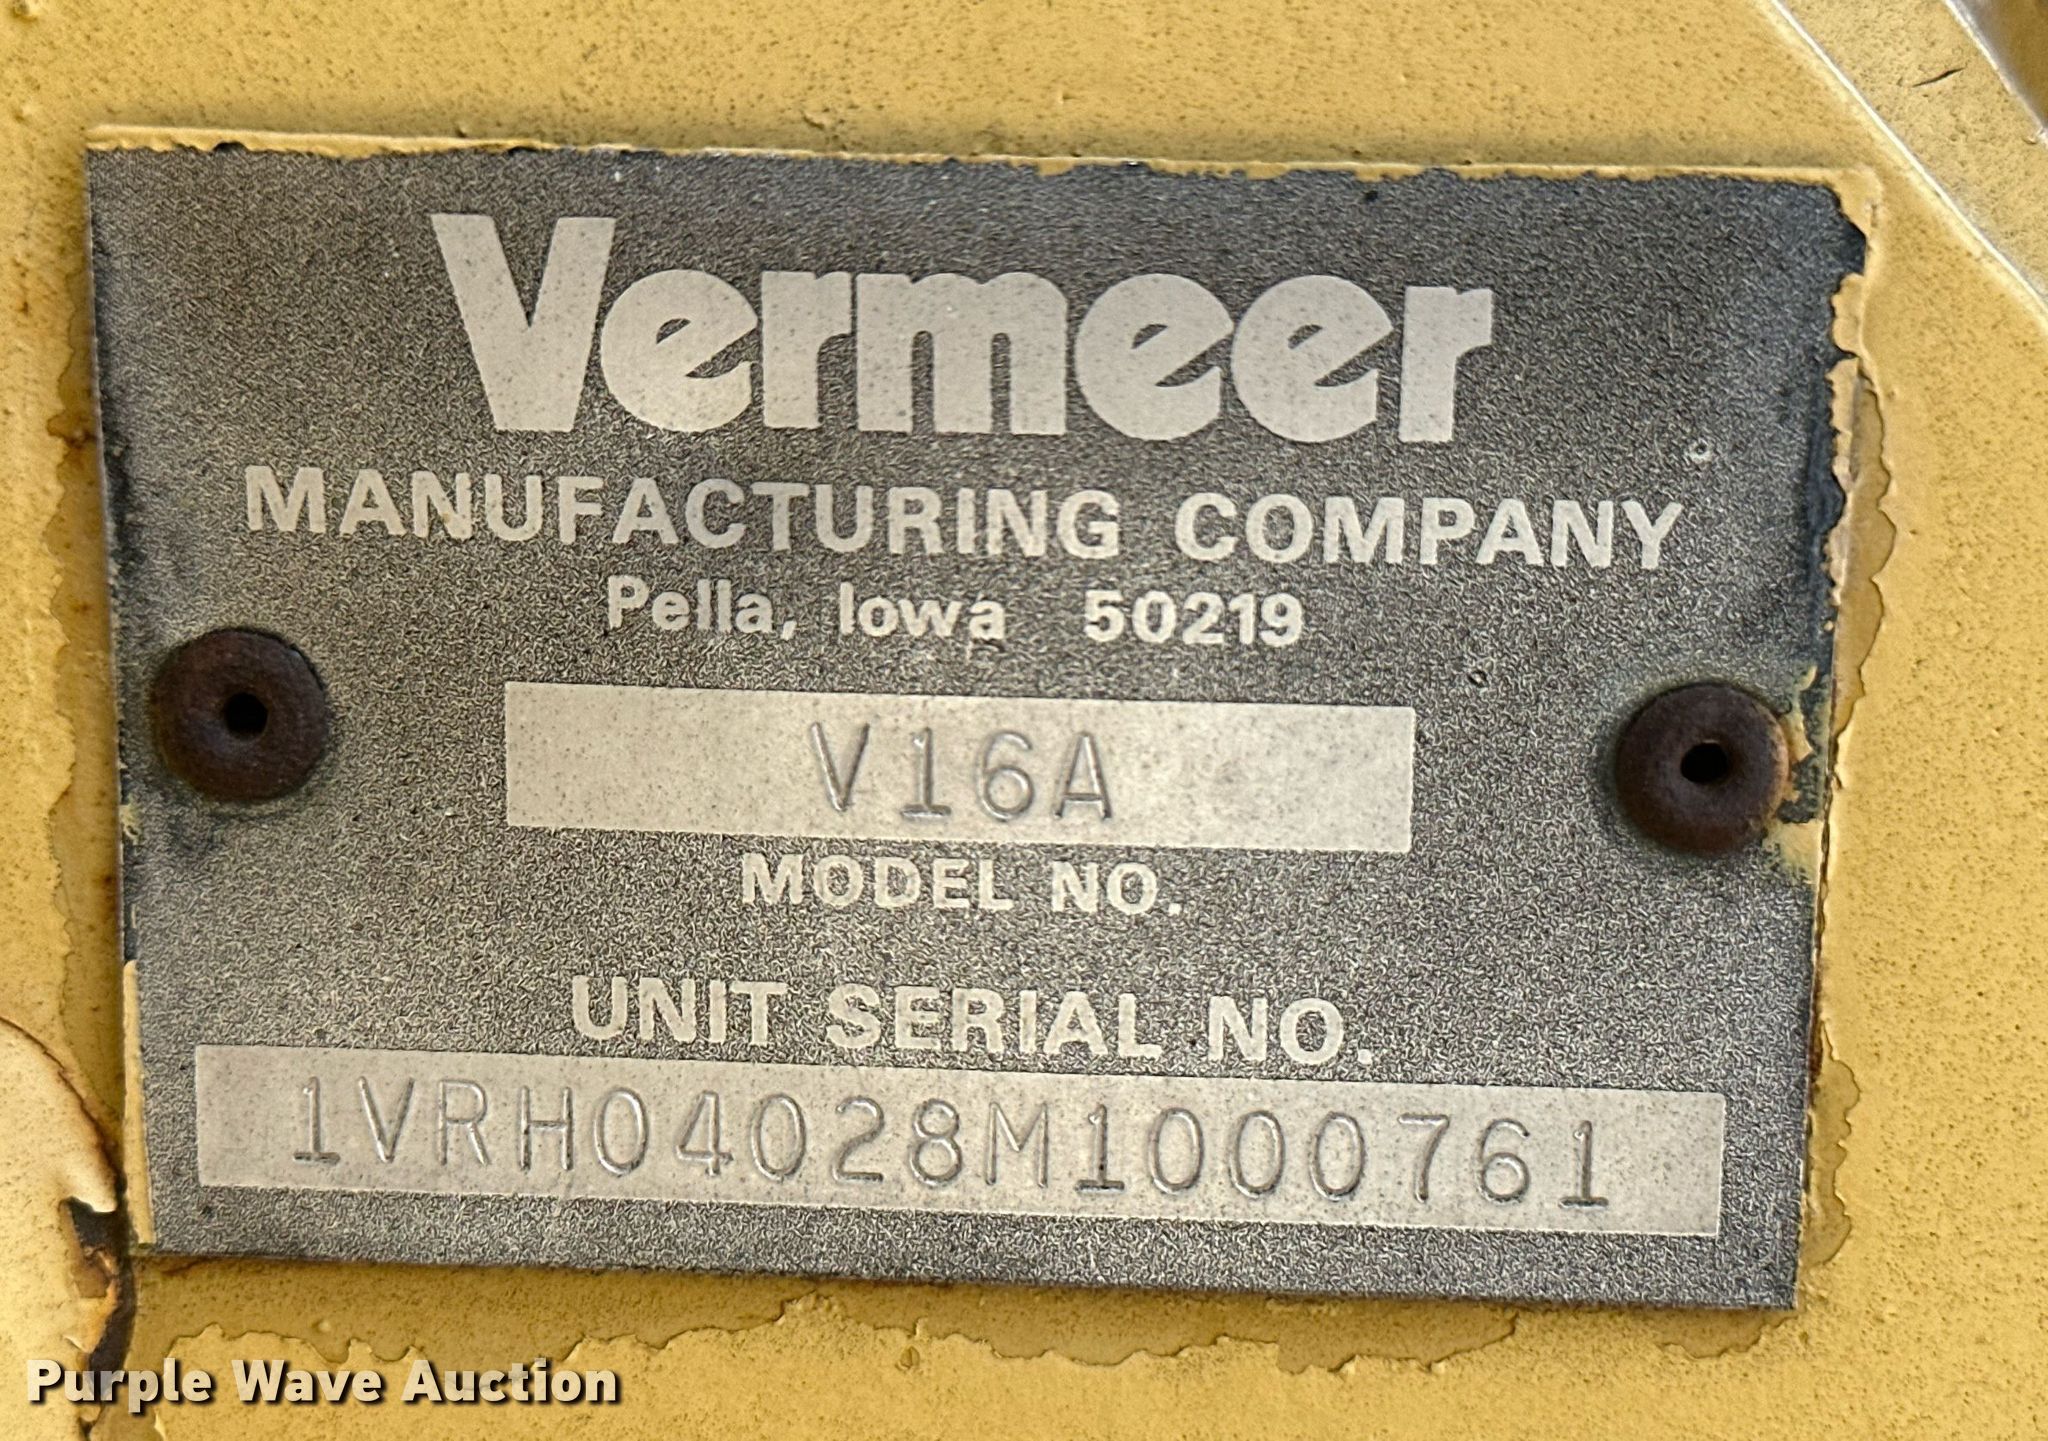 Vermeer
MANUFACTURING COMPANY
Pella, Iowa 50219
V16A
MODEL NO.
UNIT SERIAL NO.
1VRH04028M1000761
Purple Wave Auction